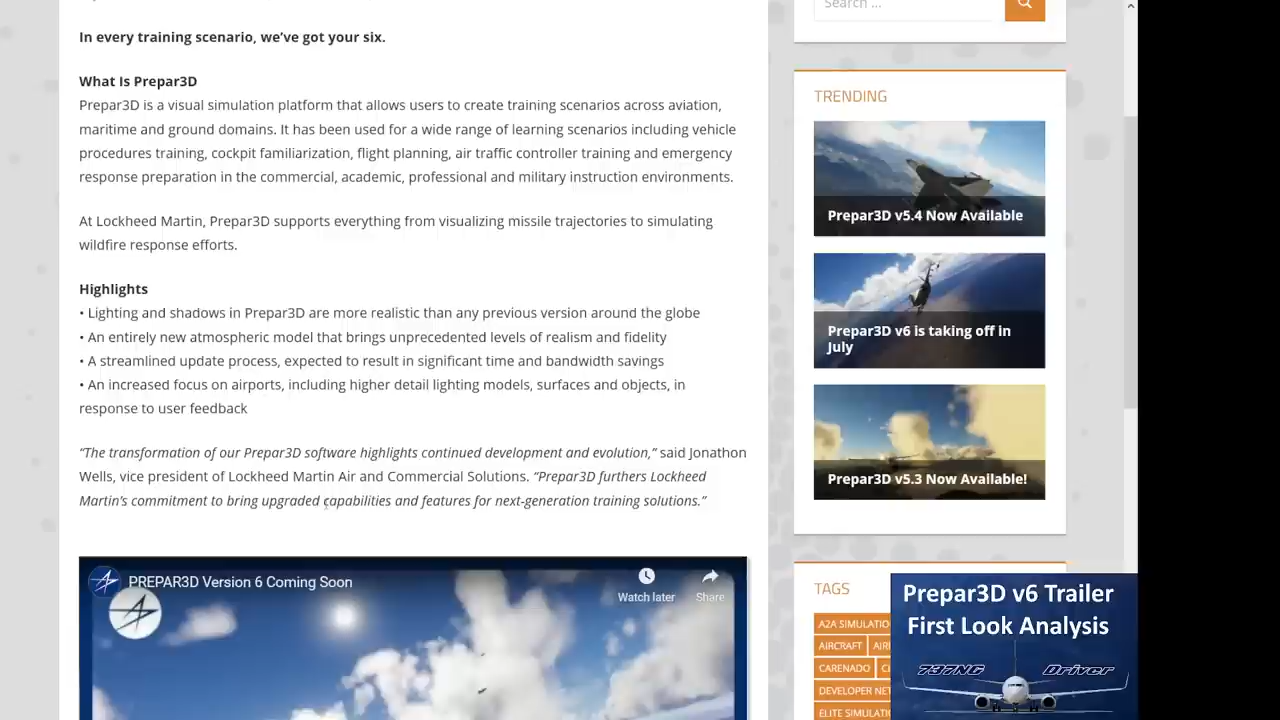 Search ...
In every training scenario, we’ve got your six.
What Is Prepar3D
Prepar3D is a visual simulation platform that allows users to create training scenarios across aviation,
maritime and ground domains. It has been used for a wide range of learning scenarios including vehicle
procedures training, cockpit familiarization, flight planning, air traffic controller training and emergency
response preparation in the commercial, academic, professional and military instruction environments.
At Lockheed Martin, Prepar3D supports everything from visualizing missile trajectories to simulating
wildfire response efforts.
Highlights
• Lighting and shadows in Prepar3D are more realistic than any previous version around the globe
• An entirely new atmospheric model that brings unprecedented levels of realism and fidelity
• A streamlined update process, expected to result in significant time and bandwidth savings
• An increased focus on airports, including higher detail lighting models, surfaces and objects, in
response to user feedback
“The transformation of our Prepar3D software highlights continued development and evolution,” said Jonathon
Wells, vice president of Lockheed Martin Air and Commercial Solutions. “Prepar3D furthers Lockheed
Martin’s commitment to bring upgraded capabilities and features for next-generation training solutions.”
PREPAR3D Version 6 Coming Soon
Watch later
Share
TRENDING
Prepar3D v5.4 Now Available
Prepar3D v6 is taking off in
July
Prepar3D v5.3 Now Available!
TAGS
A2A SIMULATIO
AIRCRAFT
CARENADO
DEVELOPER NET
ELITE SIMULATI
Prepar3D v6 Trailer
First Look Analysis
737NG Driver